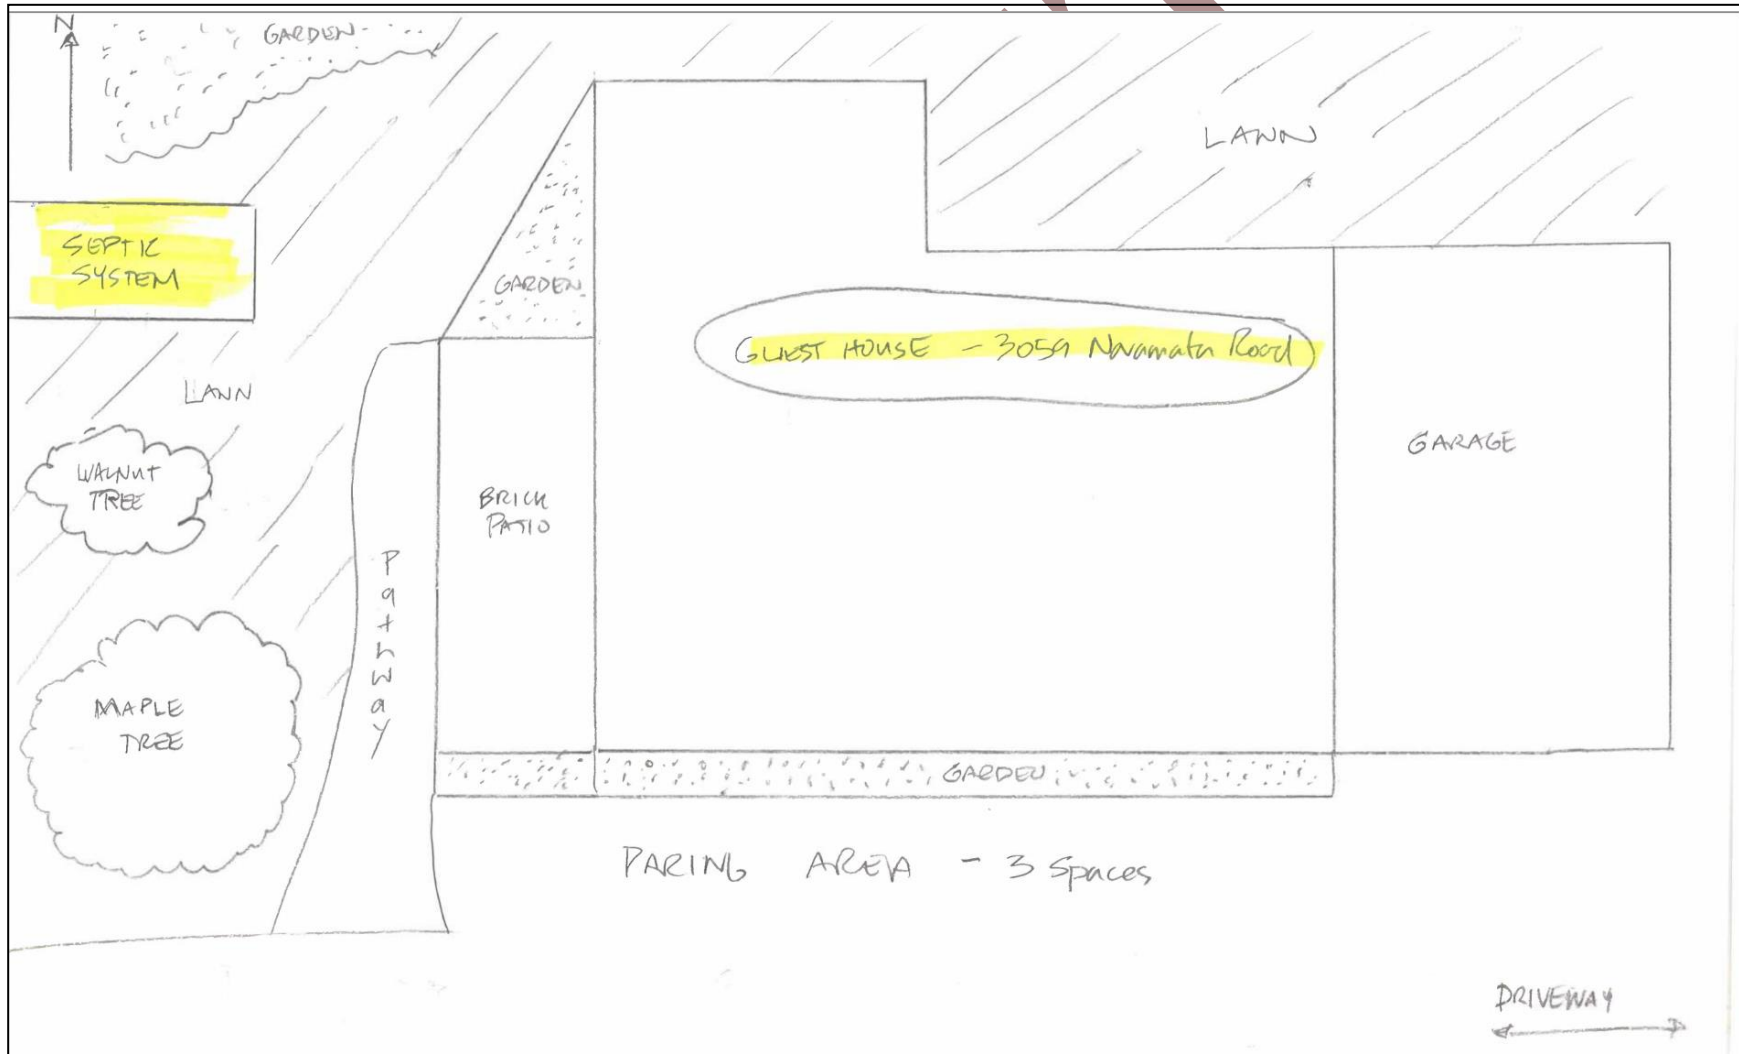 N
GARDEN
LAWN
SEPTIC
SYSTEM
GARDEN
GUEST HOUSE - 3059 Naramata Road
LAWN
GARAGE
WALNUT
TREE
BRICK
PATIO
Pathway
MAPLE
TREE
GARDEN
PARING AREA - 3 Spaces
DRIVEWAY